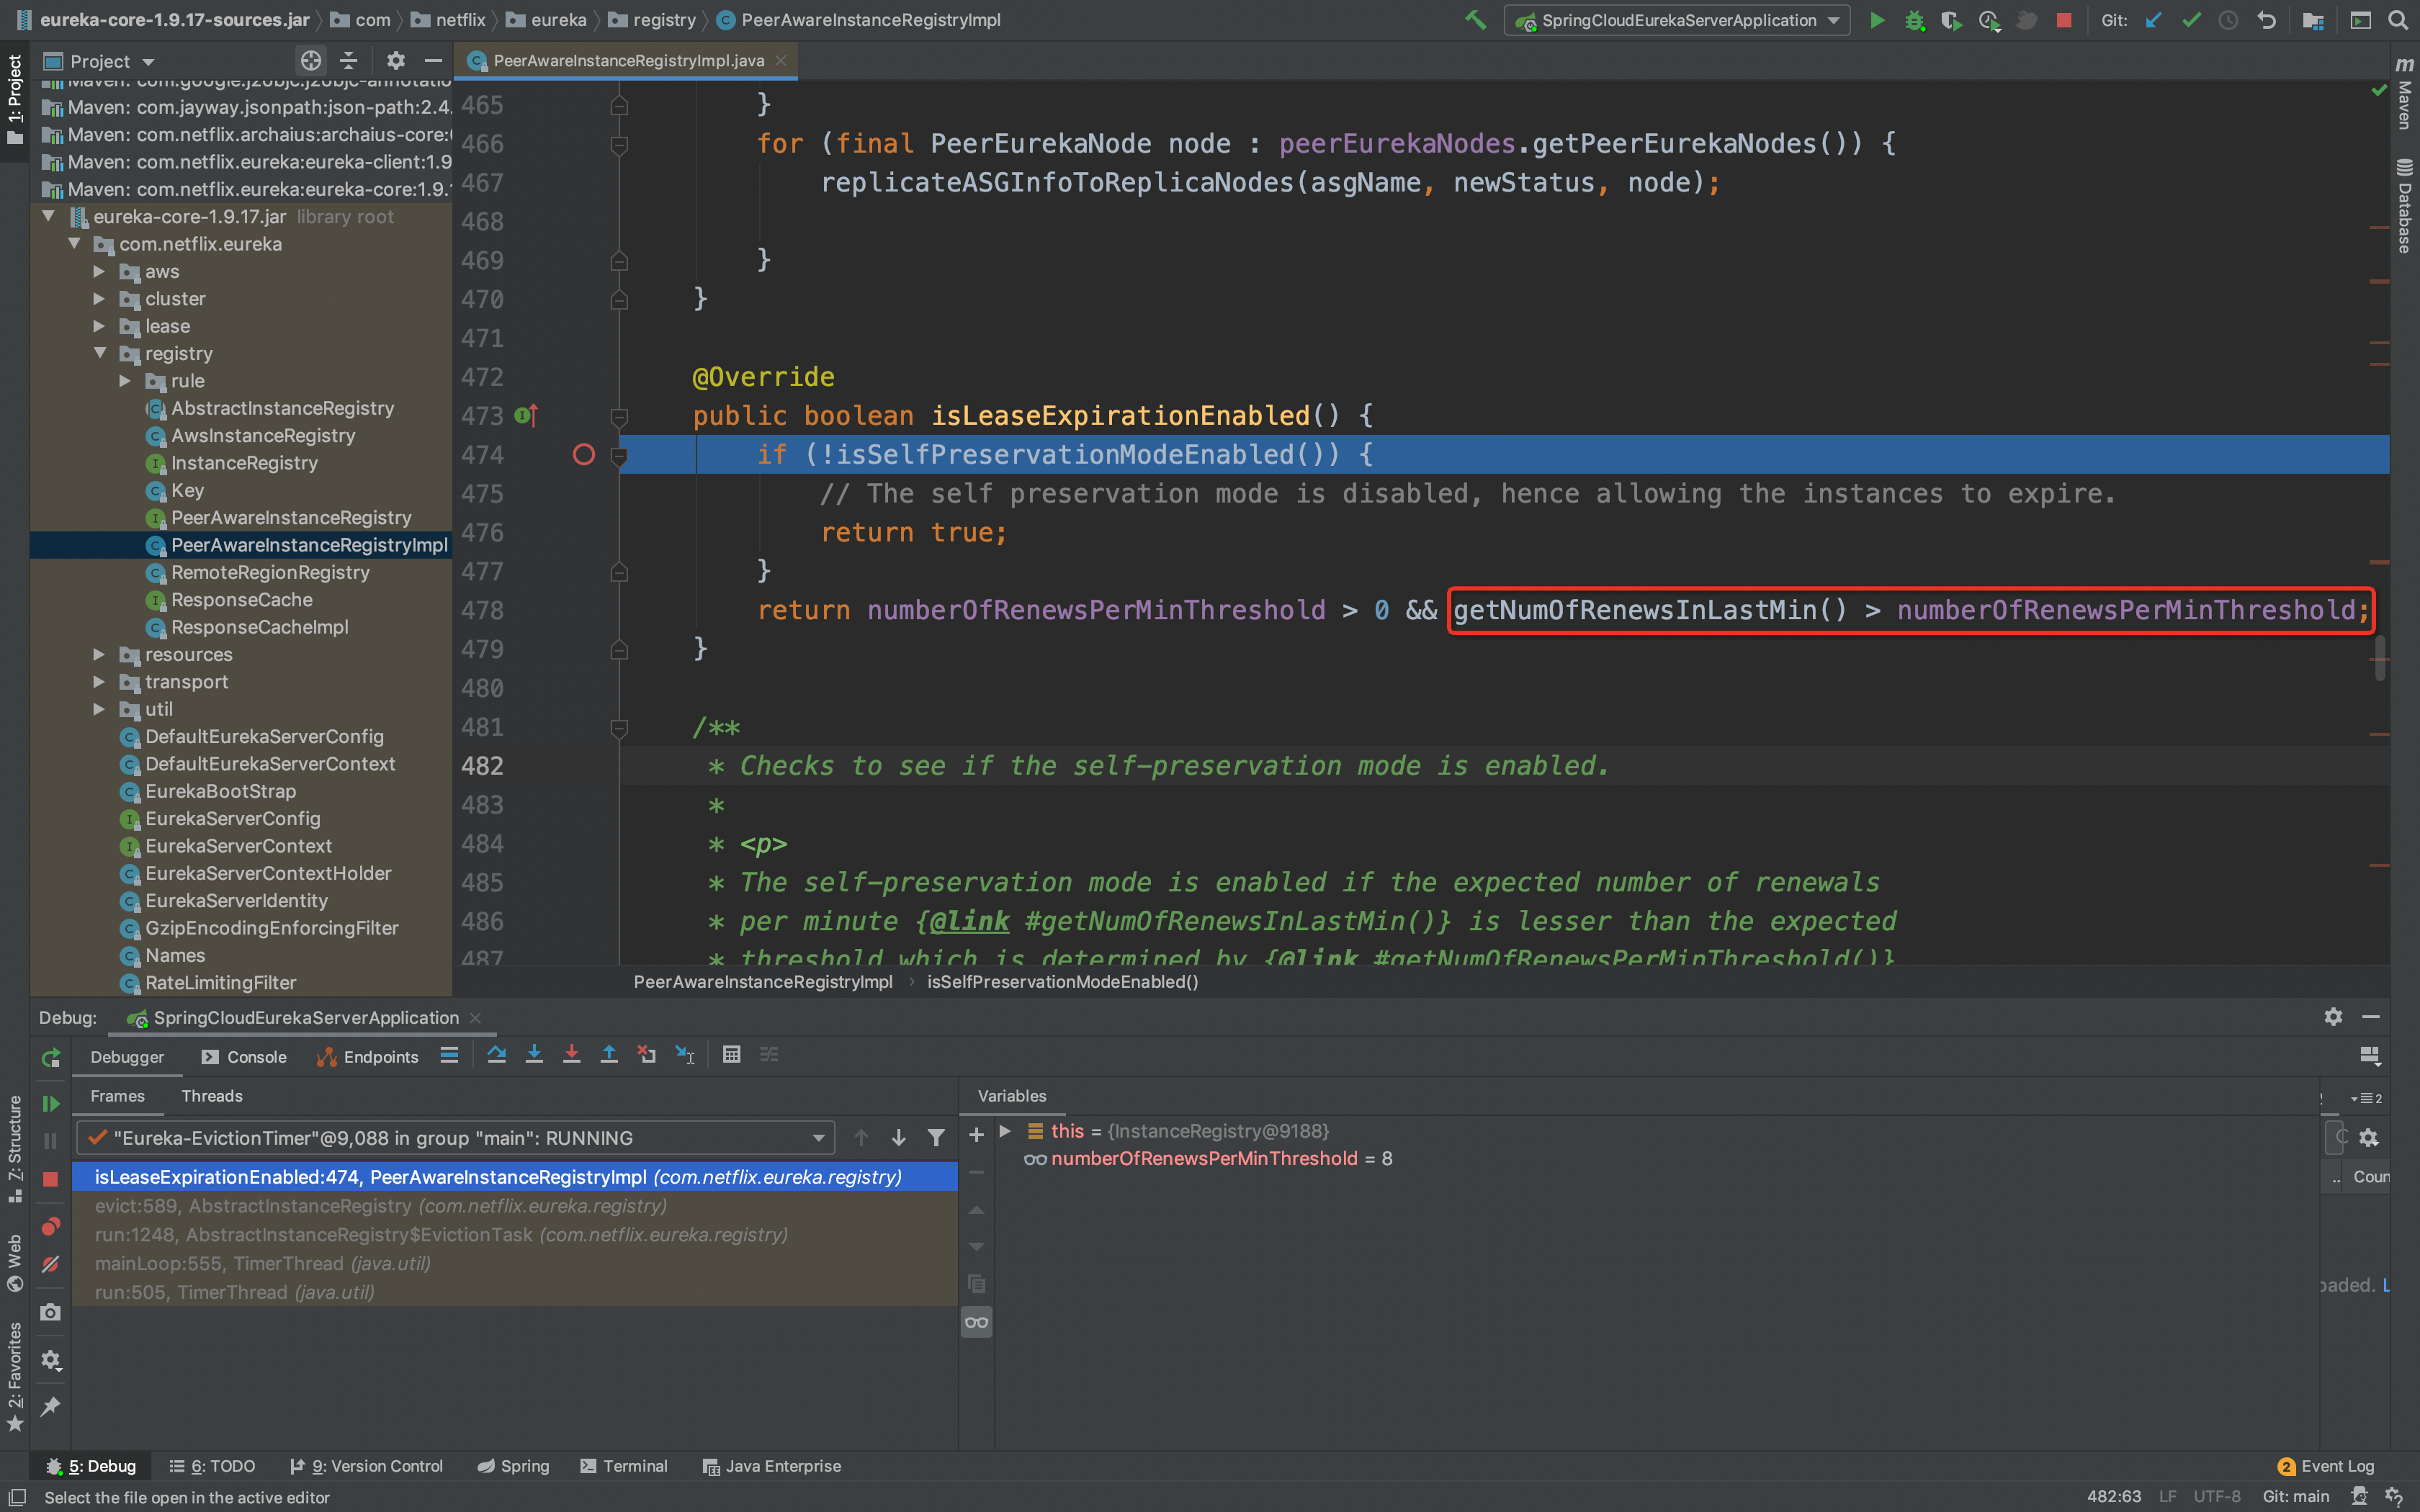 eureka-core-1.9.17-sources.jar com netflix eureka registry PeerAwareInstanceRegistryImpl
SpringCloudEurekaServerApplication Git:
Project
PeerAwareInstanceRegistryImpl.java
1: Project
Maven: com.google.j2objc:j2objc-annotatio
Maven: com.jayway.jsonpath:json-path:2.4.
Maven: com.netflix.archaius:archaius-core:
Maven: com.netflix.eureka:eureka-client:1.9
Maven: com.netflix.eureka:eureka-core:1.9.
eureka-core-1.9.17.jar library root
com.netflix.eureka
aws
cluster
lease
registry
rule
AbstractInstanceRegistry
AwsInstanceRegistry
InstanceRegistry
Key
PeerAwareInstanceRegistry
PeerAwareInstanceRegistryImpl
RemoteRegionRegistry
ResponseCache
ResponseCacheImpl
resources
transport
util
DefaultEurekaServerConfig
DefaultEurekaServerContext
EurekaBootStrap
EurekaServerConfig
EurekaServerContext
EurekaServerContextHolder
EurekaServerIdentity
GzipEncodingEnforcingFilter
Names
RateLimitingFilter
465 }
466 for (final PeerEurekaNode node : peerEurekaNodes.getPeerEurekaNodes()) {
467 replicateASGInfoToReplicaNodes(asgName, newStatus, node);
468
469 }
470 }
471
472 @Override
473 public boolean isLeaseExpirationEnabled() {
474 if (!isSelfPreservationModeEnabled()) {
475 // The self preservation mode is disabled, hence allowing the instances to expire.
476 return true;
477 }
478 return numberOfRenewsPerMinThreshold > 0 && getNumOfRenewsInLastMin() > numberOfRenewsPerMinThreshold;
479 }
480
481 /**
482 * Checks to see if the self-preservation mode is enabled.
483 *
484 * <p>
485 * The self-preservation mode is enabled if the expected number of renewals
486 * per minute {@link #getNumOfRenewsInLastMin()} is lesser than the expected
487 * threshold which is determined by {@link #getNumOfRenewsPerMinThreshold()}
PeerAwareInstanceRegistryImpl isSelfPreservationModeEnabled()
m Maven
Database
Debug: SpringCloudEurekaServerApplication
Debugger Console Endpoints
Frames Threads
Variables
2
"Eureka-EvictionTimer"@9,088 in group "main": RUNNING
isLeaseExpirationEnabled:474, PeerAwareInstanceRegistryImpl (com.netflix.eureka.registry)
evict:589, AbstractInstanceRegistry (com.netflix.eureka.registry)
run:1248, AbstractInstanceRegistry$EvictionTask (com.netflix.eureka.registry)
mainLoop:555, TimerThread (java.util)
run:505, TimerThread (java.util)
this = {InstanceRegistry@9188}
numberOfRenewsPerMinThreshold = 8
.. Coun
oaded. L
Z: Structure
Web
2: Favorites
5: Debug 6: TODO 9: Version Control Spring Terminal Java Enterprise
2 Event Log
Select the file open in the active editor
482:63 LF UTF-8 Git: main